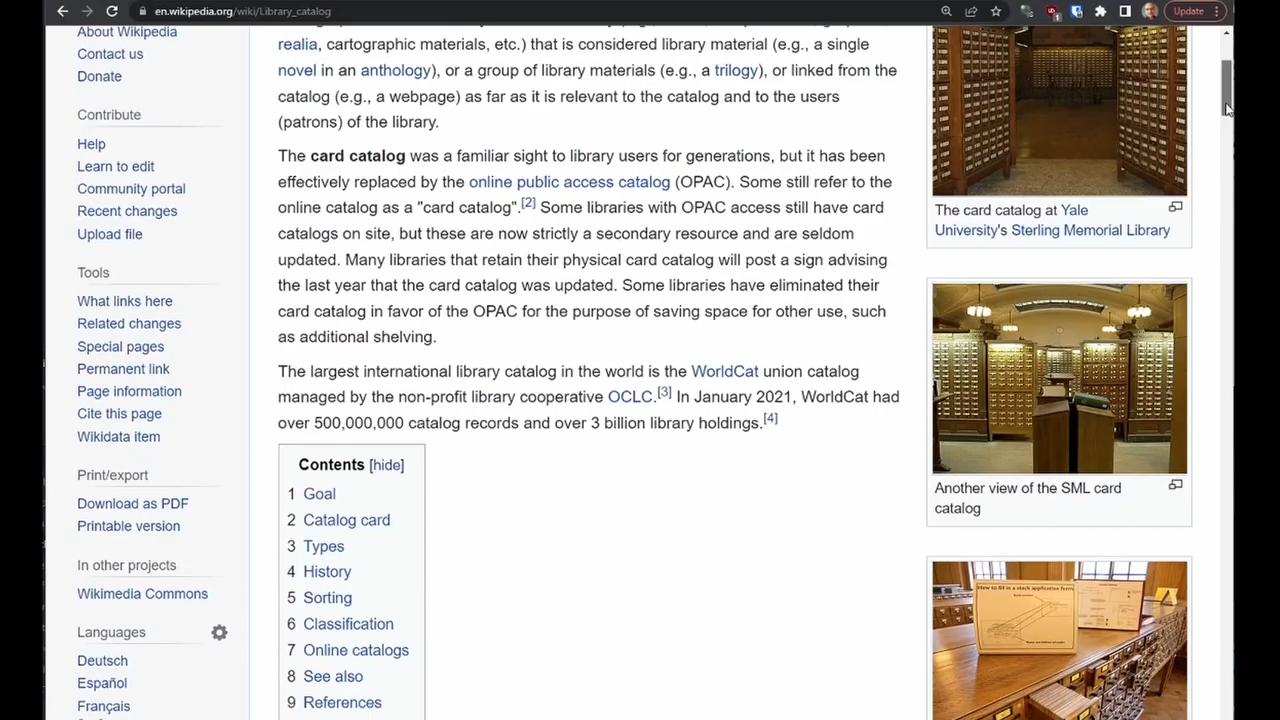 en.wikipedia.org/wiki/Library_catalog
Update
About Wikipedia
Contact us
Donate
Contribute
Help
Learn to edit
Community portal
Recent changes
Upload file
Tools
What links here
Related changes
Special pages
Permanent link
Page information
Cite this page
Wikidata item
Print/export
Download as PDF
Printable version
In other projects
Wikimedia Commons
Languages
Deutsch
Español
Français
realia, cartographic materials, etc.) that is considered library material (e.g., a single
novel in an anthology), or a group of library materials (e.g., a trilogy), or linked from the
catalog (e.g., a webpage) as far as it is relevant to the catalog and to the users
(patrons) of the library.
The card catalog was a familiar sight to library users for generations, but it has been
effectively replaced by the online public access catalog (OPAC). Some still refer to the
online catalog as a "card catalog".[2] Some libraries with OPAC access still have card
catalogs on site, but these are now strictly a secondary resource and are seldom
updated. Many libraries that retain their physical card catalog will post a sign advising
the last year that the card catalog was updated. Some libraries have eliminated their
card catalog in favor of the OPAC for the purpose of saving space for other use, such
as additional shelving.
The largest international library catalog in the world is the WorldCat union catalog
managed by the non-profit library cooperative OCLC.[3] In January 2021, WorldCat had
over 500,000,000 catalog records and over 3 billion library holdings.[4]
Contents [hide]
1 Goal
2 Catalog card
3 Types
4 History
5 Sorting
6 Classification
7 Online catalogs
8 See also
9 References
The card catalog at Yale
University's Sterling Memorial Library
Another view of the SML card
catalog
How to fill in a stack application form